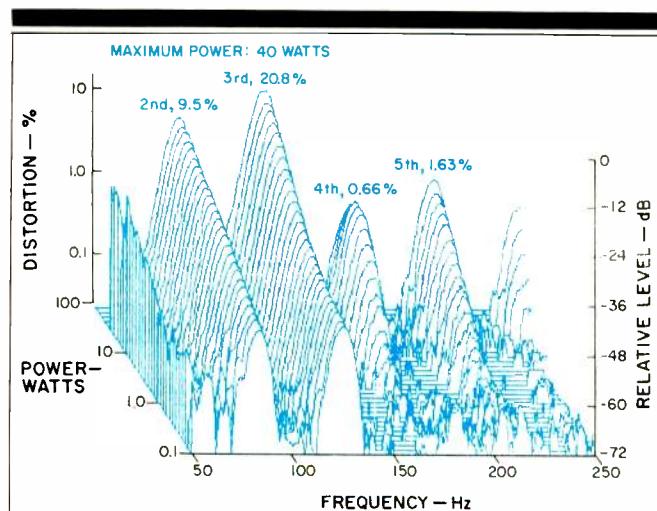 MAXIMUM POWER: 40 WATTS
3rd, 20.8%
2nd, 9.5%
5th, 1.63%
4th, 0.66%
DISTORTION — %
10
1.0
0.1
100
10
1.0
0.1
POWER-
WATTS
0
-12
-24
-36
-48
-60
-72
RELATIVE LEVEL — dB
50
100
150
200
250
FREQUENCY — Hz